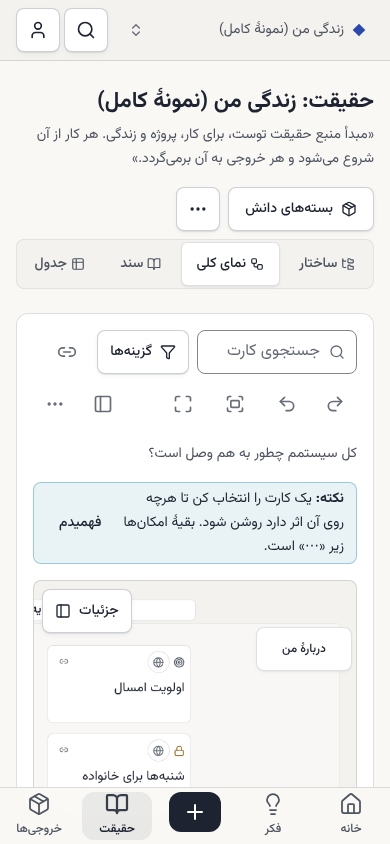 زندگی من (نمونهٔ کامل)
حقیقت: زندگی من (نمونهٔ کامل)
«مبدأ منبع حقیقت توست، برای کار، پروژه و زندگی. هر کار از آن
شروع می‌شود و هر خروجی به آن برمی‌گردد.»
بسته‌های دانش
ساختار
نمای کلی
سند
جدول
جستجوی کارت
گزینه‌ها
کل سیستمم چطور به هم وصل است؟
نکته: یک کارت را انتخاب کن تا هرچه
روی آن اثر دارد روشن شود. بقیهٔ امکان‌ها
زیر «⋯» است.
فهمیدم
جزئیات
دربارهٔ من
اولویت امسال
شنبه‌ها برای خانواده
خانه
فکر
حقیقت
خروجی‌ها